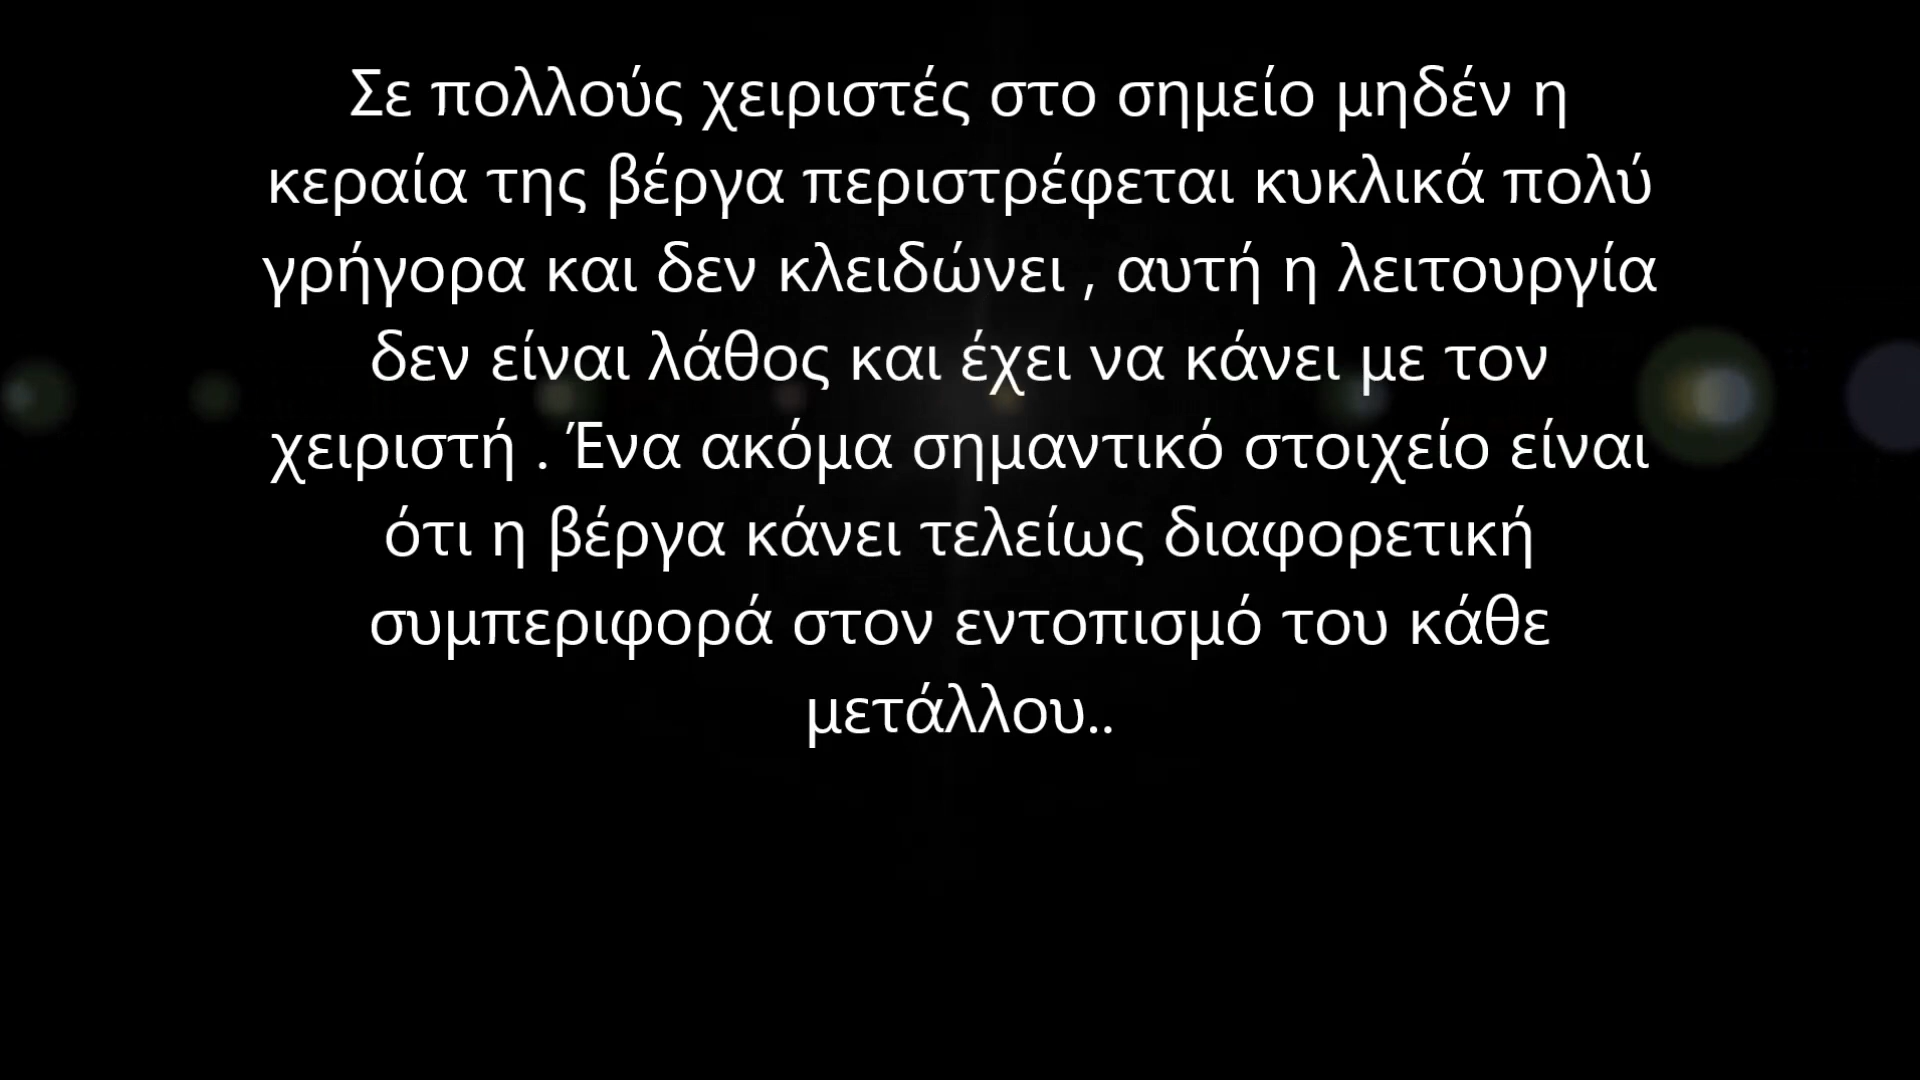 Σε πολλούς χειριστές στο σημείο μηδέν η
κεραία της βέργα περιστρέφεται κυκλικά πολύ
γρήγορα και δεν κλειδώνει , αυτή η λειτουργία
δεν είναι λάθος και έχει να κάνει με τον
χειριστή . Ένα ακόμα σημαντικό στοιχείο είναι
ότι η βέργα κάνει τελείως διαφορετική
συμπεριφορά στον εντοπισμό του κάθε
μετάλλου..